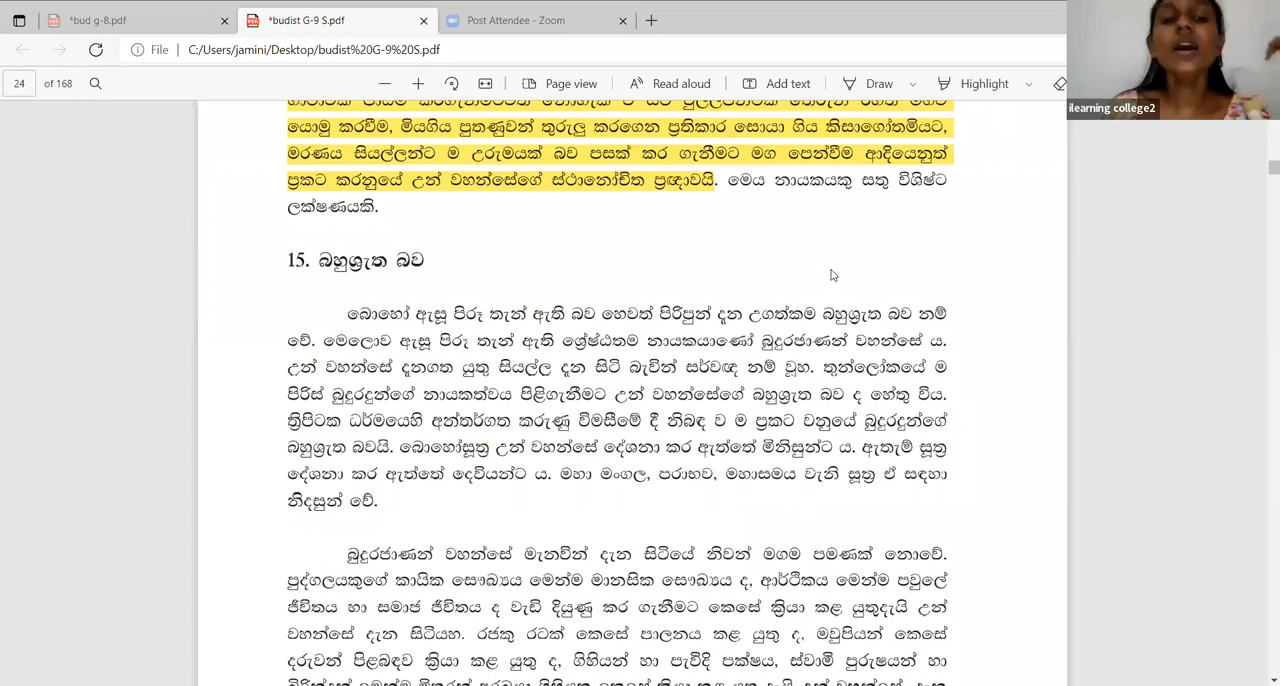 *bud g-8.pdf
*budist G-9 S.pdf
Post Attendee - Zoom
File
C:/Users/jamini/Desktop/budist%20G-9%20S.pdf
24
of 168
Page view
Read aloud
Add text
Draw
Highlight
ilearning college2
යොමු කරවීම, මියගිය පුතණුවන් තුරුලු කරගෙන ප්‍රතිකාර සොයා ගිය කිසාගෝතමියට,
මරණය සියල්ලන්ට ම උරුමයක් බව පසක් කර ගැනීමට මග පෙන්වීම ආදියෙනුත්
ප්‍රකට කරනුයේ උන් වහන්සේගේ ස්ථානෝචිත ප්‍රඥාවයි. මෙය නායකයකු සතු විශිෂ්ට
ලක්ෂණයකි.
15. බහුශ්‍රැත බව
බොහෝ ඇසූ පිරූ තැන් ඇති බව හෙවත් පිරිපුන් දැන උගත්කම බහුශ්‍රැත බව නම්
වේ. මෙලොව ඇසූ පිරූ තැන් ඇති ශ්‍රේෂ්ඨතම නායකයාණෝ බුදුරජාණන් වහන්සේ ය.
උන් වහන්සේ දැනගත යුතු සියල්ල දැන සිටි බැවින් සර්වඥ නම් වූහ. තුන්ලෝකයේ ම
පිරිස් බුදුරදුන්ගේ නායකත්වය පිළිගැනීමට උන් වහන්සේගේ බහුශ්‍රැත බව ද හේතු විය.
ත්‍රිපිටක ධර්මයෙහි අන්තර්ගත කරුණු විමසීමේ දී නිබඳ ව ම ප්‍රකට වනුයේ බුදුරදුන්ගේ
බහුශ්‍රැත බවයි. බොහෝසූත්‍ර උන් වහන්සේ දේශනා කර ඇත්තේ මිනිසුන්ට ය. ඇතැම් සූත්‍ර
දේශනා කර ඇත්තේ දෙවියන්ට ය. මහා මංගල, පරාභව, මහාසමය වැනි සූත්‍ර ඒ සඳහා
නිදසුන් වේ.
බුදුරජාණන් වහන්සේ මැනවින් දැන සිටියේ නිවන් මගම පමණක් නොවේ.
පුද්ගලයකුගේ කායික සෞඛ්‍යය මෙන්ම මානසික සෞඛ්‍යය ද, ආර්ථිකය මෙන්ම පවුලේ
ජීවිතය හා සමාජ ජීවිතය ද වැඩි දියුණු කර ගැනීමට කෙසේ ක්‍රියා කළ යුතුදැයි උන්
වහන්සේ දැන සිටියහ. රජකු රටක් කෙසේ පාලනය කළ යුතු ද, මවුපියන් කෙසේ
දරුවන් පිළබඳව ක්‍රියා කළ යුතු ද, ගිහියන් හා පැවිදි පක්ෂය, ස්වාමි පුරුෂයන් හා